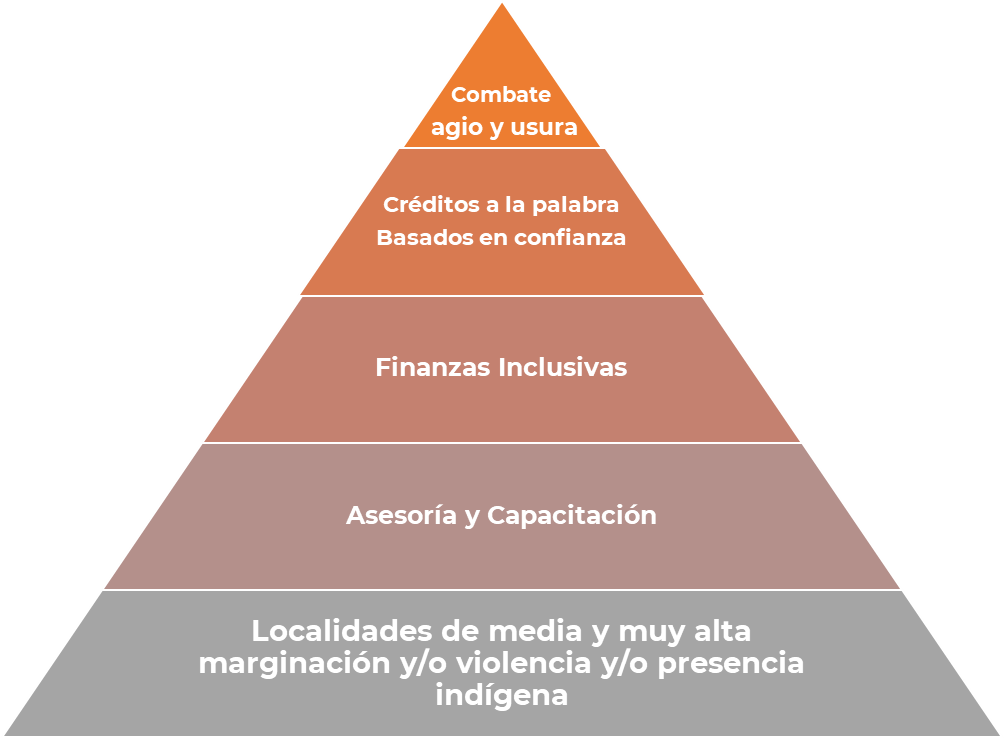 Combate
agio y usura
Créditos a la palabra
Basados en confianza
Finanzas Inclusivas
Asesoría y Capacitación
Localidades de media y muy alta
marginación y/o violencia y/o presencia
indígena